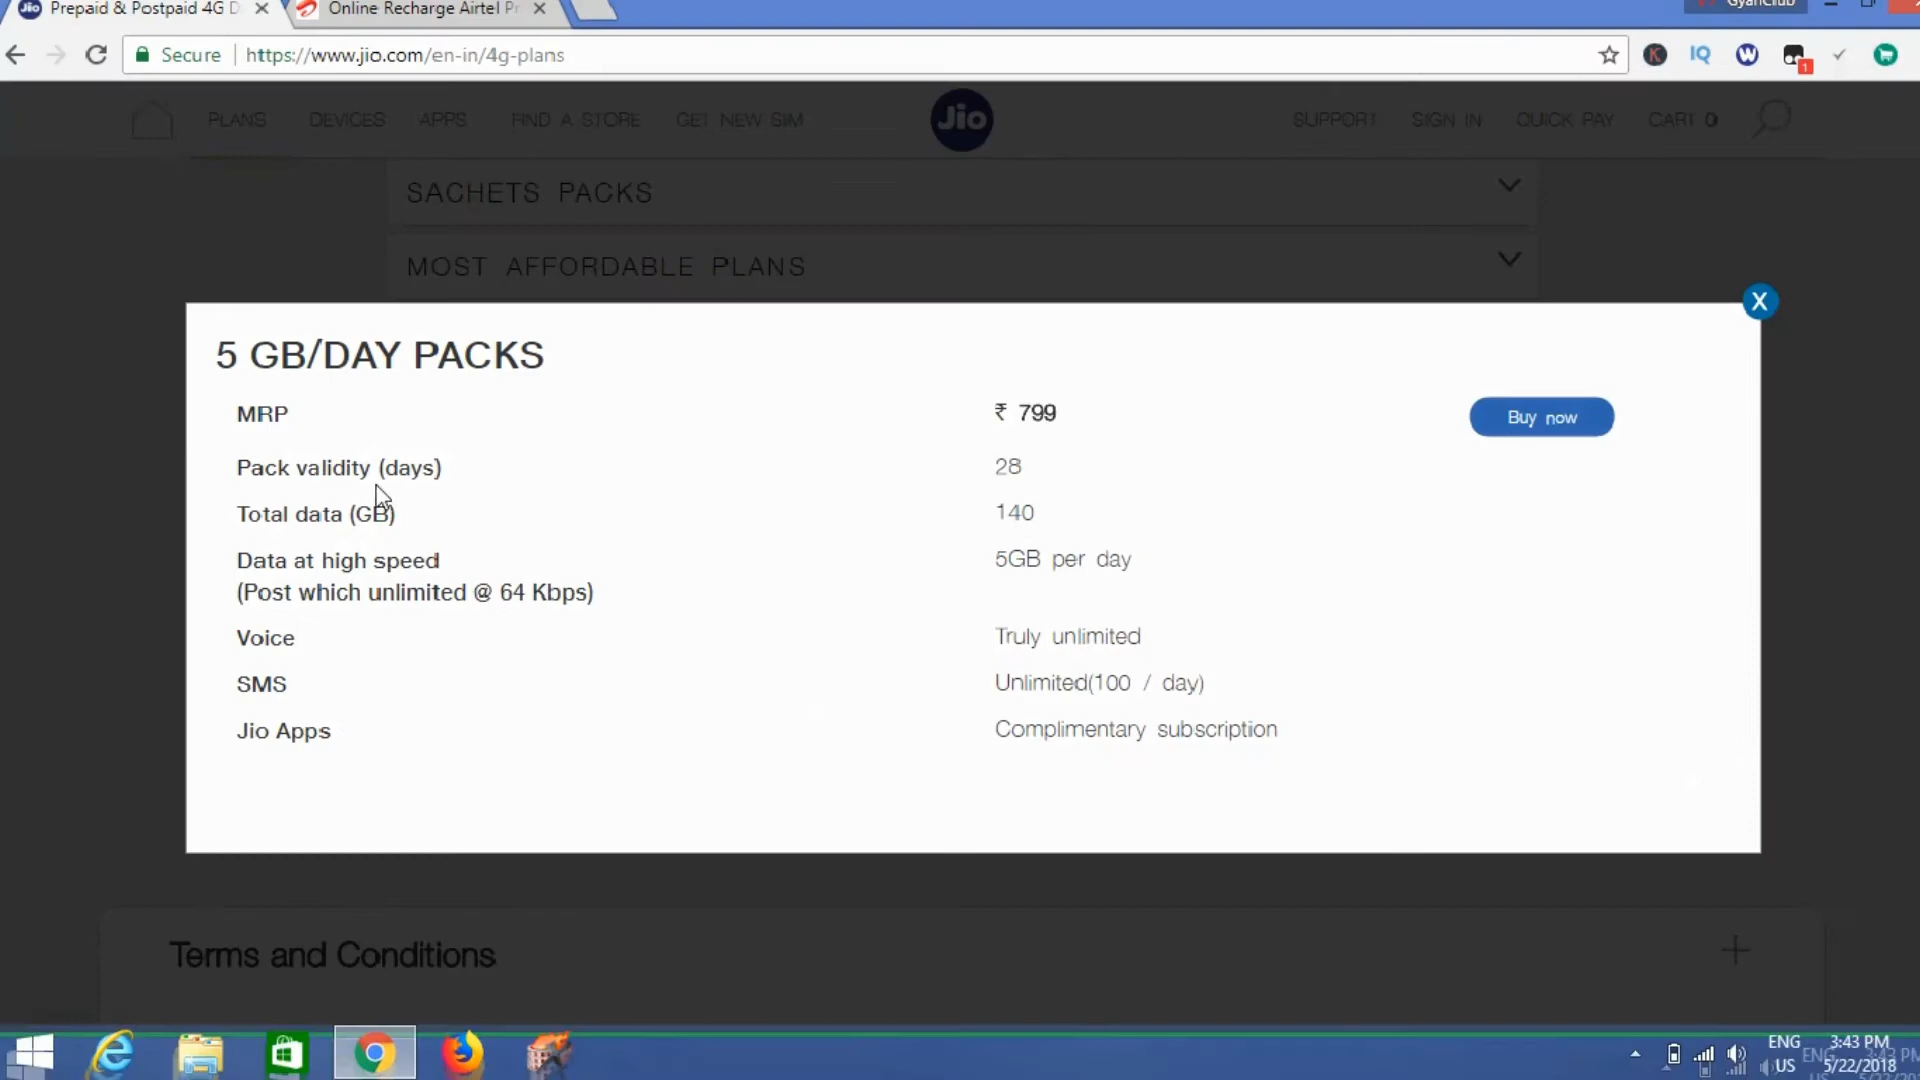 Jio Prepaid & Postpaid 4G D
Online Recharge Airtel Pr
GyanClub
Secure https://www.jio.com/en-in/4g-plans
K IQ W 1
PLANS DEVICES APPS FIND A STORE GET NEW SIM Jio SUPPORT SIGN IN QUICK PAY CART 0
SACHETS PACKS
MOST AFFORDABLE PLANS
X
5 GB/DAY PACKS
MRP ₹ 799 Buy now
Pack validity (days) 28
Total data (GB) 140
Data at high speed 5GB per day
(Post which unlimited @ 64 Kbps)
Voice Truly unlimited
SMS Unlimited(100 / day)
Jio Apps Complimentary subscription
Terms and Conditions
ENG 3:43 PM
US 5/22/2018